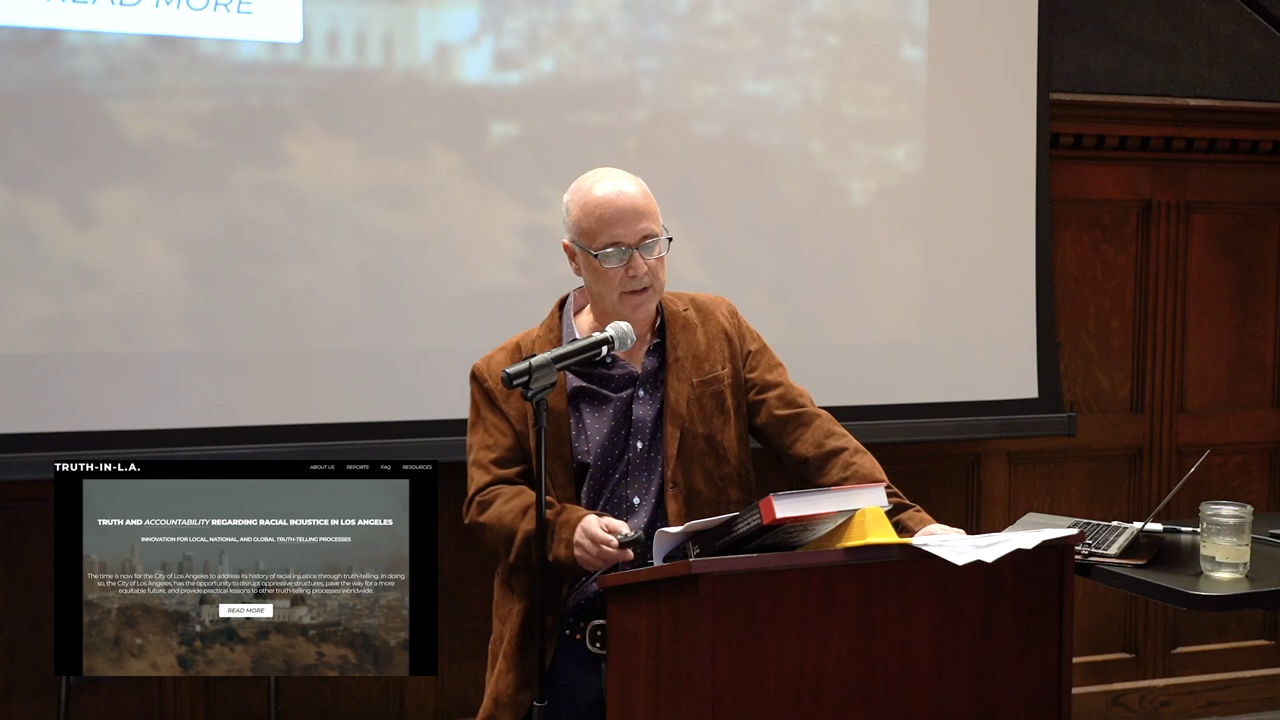 READ MORE
TRUTH-IN-L.A.
ABOUT US REPORTS FAQ RESOURCES
TRUTH AND ACCOUNTABILITY REGARDING RACIAL INJUSTICE IN LOS ANGELES
INNOVATION FOR LOCAL, NATIONAL, AND GLOBAL TRUTH-TELLING PROCESSES
The time is now for the City of Los Angeles to address its history of racial injustice through truth-telling. In doing
so, the City of Los Angeles, has the opportunity to disrupt oppressive structures, pave the way for a more
equitable future, and provide practical lessons to other truth-telling processes worldwide.
READ MORE